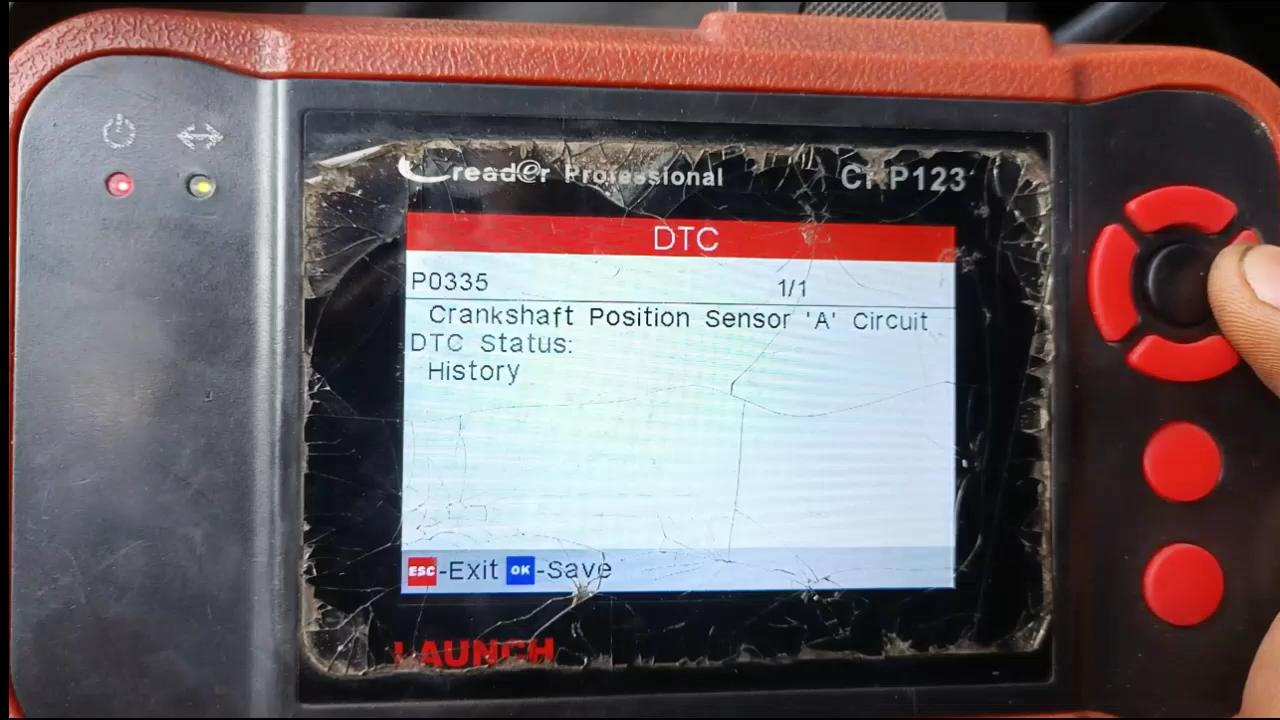 Creader Professional CRP123
DTC
P0335 1/1
Crankshaft Position Sensor 'A' Circuit
DTC Status:
History
ESC-Exit OK-Save
LAUNCH